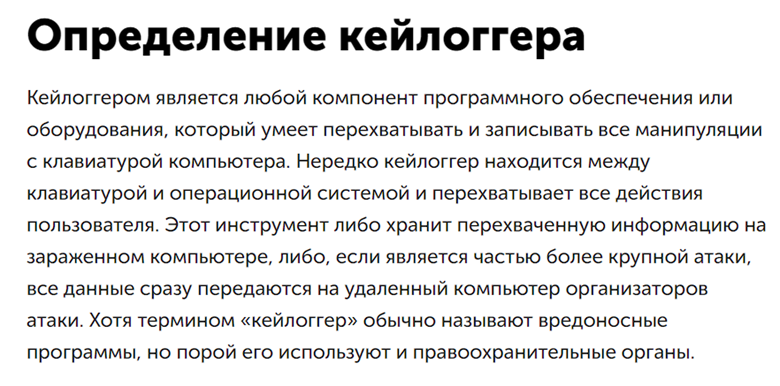 Определение кейлоггера
Кейлоггером является любой компонент программного обеспечения или
оборудования, который умеет перехватывать и записывать все манипуляции
с клавиатурой компьютера. Нередко кейлоггер находится между
клавиатурой и операционной системой и перехватывает все действия
пользователя. Этот инструмент либо хранит перехваченную информацию на
зараженном компьютере, либо, если является частью более крупной атаки,
все данные сразу передаются на удаленный компьютер организаторов
атаки. Хотя термином «кейлоггер» обычно называют вредоносные
программы, но порой его используют и правоохранительные органы.